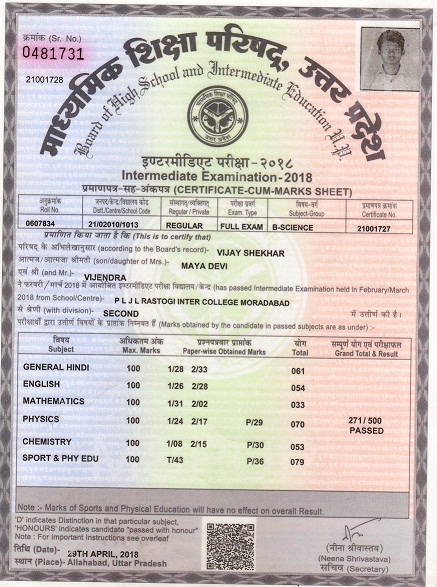 क्रमांक (Sr. No.)
0481731
21001728
माध्यमिक शिक्षा परिषद्, उत्तर प्रदेश
Board of High School and Intermediate Education U.P.
इण्टरमीडिएट परीक्षा - २०१८
Intermediate Examination-2018
प्रमाणपत्र-सह-अंकपत्र (CERTIFICATE-CUM-MARKS SHEET)
अनुक्रमांक जनपद/केन्द्र/विद्यालय कोड संस्थागत/व्यक्तिगत परीक्षा प्रकार विषय-वर्ग प्रमाणपत्र क्रमांक
Roll No. Distt./Centre/School Code Regular / Private Exam. Type Subject-Group Certificate No.
0607834 21/02010/1013 REGULAR FULL EXAM B-SCIENCE 21001727
प्रमाणित किया जाता है कि (This is to certify that)
परिषद के अभिलेखानुसार (according to the Board's record)- VIJAY SHEKHAR
आत्मज/आत्मजा श्रीमती (son/daughter of Mrs.)- MAYA DEVI
एवं श्री (and Mr.)- VIJENDRA
ने फरवरी/मार्च 2018 में आयोजित इण्टरमीडिएट परीक्षा विद्यालय/केन्द्र (has passed Intermediate Examination held in February/March
2018 from School/Centre)- P L J L RASTOGI INTER COLLEGE MORADABAD
से श्रेणी (with division)- SECOND में उत्तीर्ण की है।
परीक्षार्थी द्वारा उत्तीर्ण विषयों के प्राप्तांक निम्नवत हैं (Marks obtained by the candidate in passed subjects are as under) :-
विषय अधिकतम अंक प्रश्नपत्रवार प्राप्तांक योग सम्पूर्ण योग एवं परीक्षाफल
Subject Max. Marks Paper-wise Obtained Marks Total Grand Total & Result
GENERAL HINDI 100 1/28 2/33 061
ENGLISH 100 1/26 2/28 054
MATHEMATICS 100 1/31 2/02 033
PHYSICS 100 1/24 2/17 P/29 070 271/ 500
PASSED
CHEMISTRY 100 1/08 2/15 P/30 053
SPORT & PHY EDU 100 T/43 P/36 079
Note :- Marks of Sports and Physical Education will have no effect on overall Result.
'D' indicates Distinction in that particular subject,
'HONOURS' indicates candidate "passed with honour"
Note : For Important Instructions see overleaf
तिथि (Date)- 29TH APRIL, 2018
स्थान (Place)- Allahabad, Uttar Pradesh
(नीना श्रीवास्तव)
(Neena Shrivastava)
सचिव (Secretary)